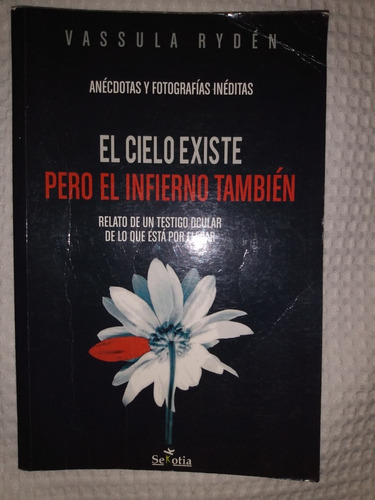 VASSULA RYDÉN
ANÉCDOTAS Y FOTOGRAFÍAS INÉDITAS
EL CIELO EXISTE
PERO EL INFIERNO TAMBIÉN
RELATO DE UN TESTIGO OCULAR
DE LO QUE ESTÁ POR LLEGAR
Sekotia